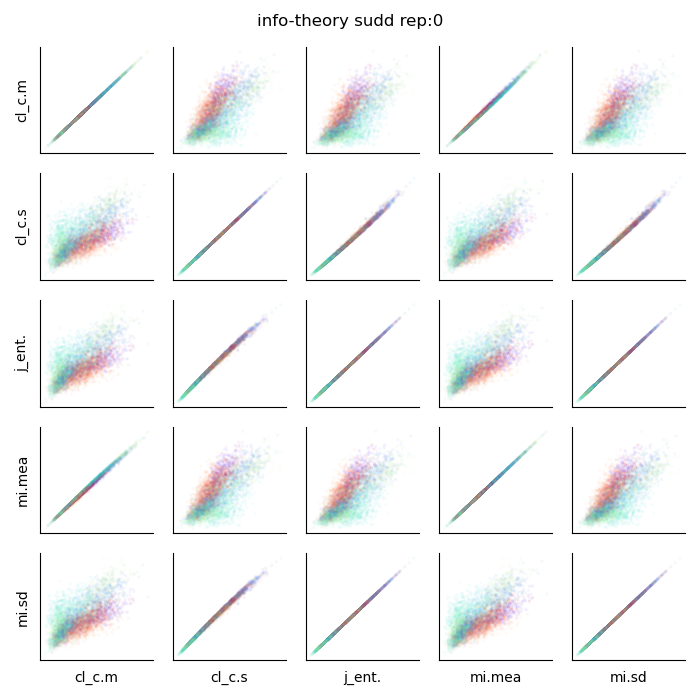 info-theory sudd rep:0
cl_c.m
cl_c.s
j_ent.
mi.mea
mi.sd
cl_c.m cl_c.s j_ent. mi.mea mi.sd